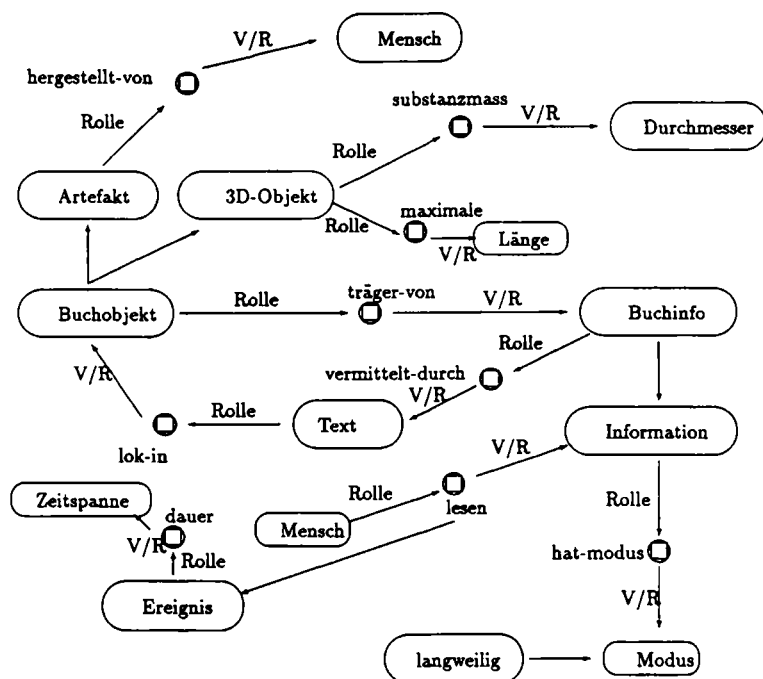 V/R
Mensch
hergestellt-von
substanzmass
Rolle
V/R
Durchmesser
Rolle
Artefakt
3D-Objekt
maximale
Rolle
Länge
V/R
träger-von
Buchobjekt
Rolle
V/R
Buchinfo
Rolle
V/R
vermittelt-durch
V/R
Rolle
Text
Information
lok-in
V/R
Zeitspanne
Rolle
Rolle
dauer
Mensch
lesen
V/R
hat-modus
Rolle
Ereignis
V/R
langweilig
Modus